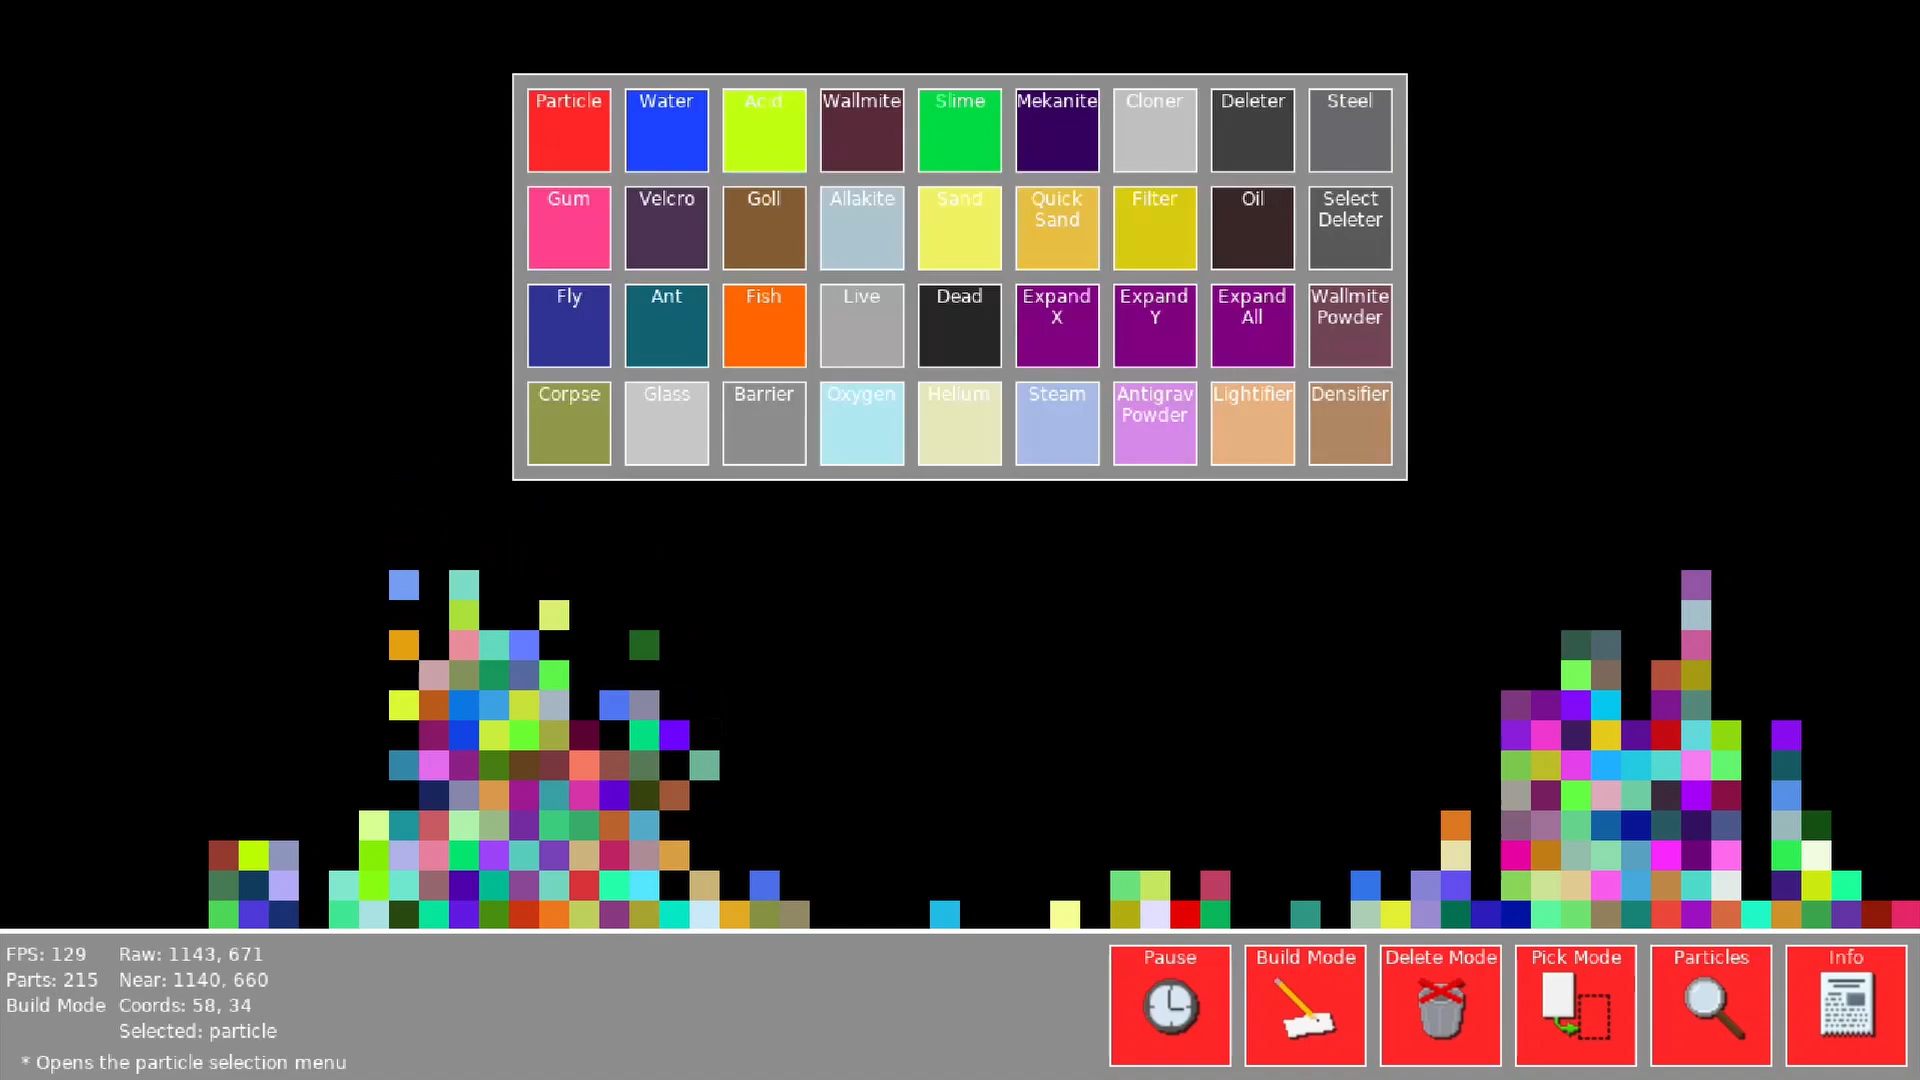 Particle Water Acid Wallmite Slime Mekanite Cloner Deleter Steel
Gum Velcro Goll Allakite Sand Quick Sand Filter Oil Select Deleter
Fly Ant Fish Live Dead Expand X Expand Y Expand All Wallmite Powder
Corpse Glass Barrier Oxygen Helium Steam Antigrav Powder Lightifier Densifier
FPS: 129 Raw: 1143, 671
Parts: 215 Near: 1140, 660
Build Mode Coords: 58, 34
Selected: particle
* Opens the particle selection menu
Pause Build Mode Delete Mode Pick Mode Particles Info